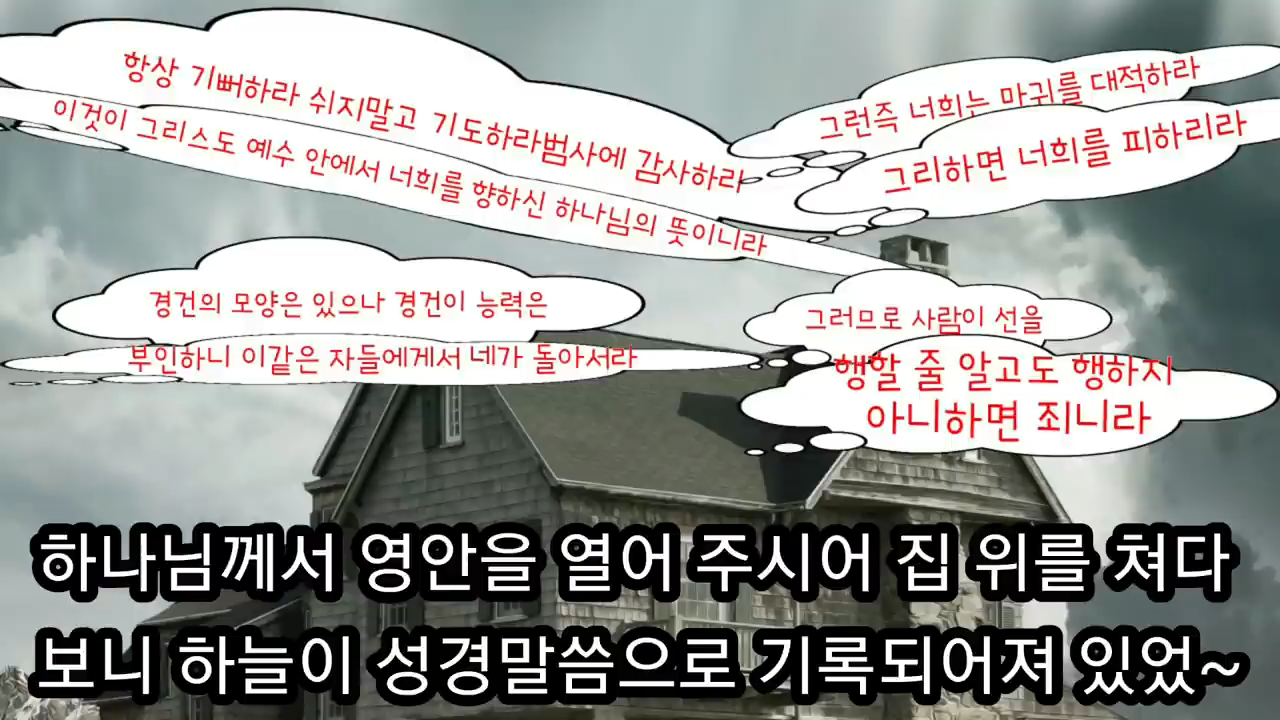 항상 기뻐하라 쉬지말고 기도하라범사에 감사하라
이것이 그리스도 예수 안에서 너희를 향하신 하나님의 뜻이니라
그런즉 너희는 마귀를 대적하라
그리하면 너희를 피하리라
경건의 모양은 있으나 경건이 능력은
부인하니 이같은 자들에게서 네가 돌아서라
그러므로 사람이 선을
행할 줄 알고도 행하지
아니하면 죄니라
하나님께서 영안을 열어 주시어 집 위를 쳐다
보니 하늘이 성경말씀으로 기록되어져 있었~